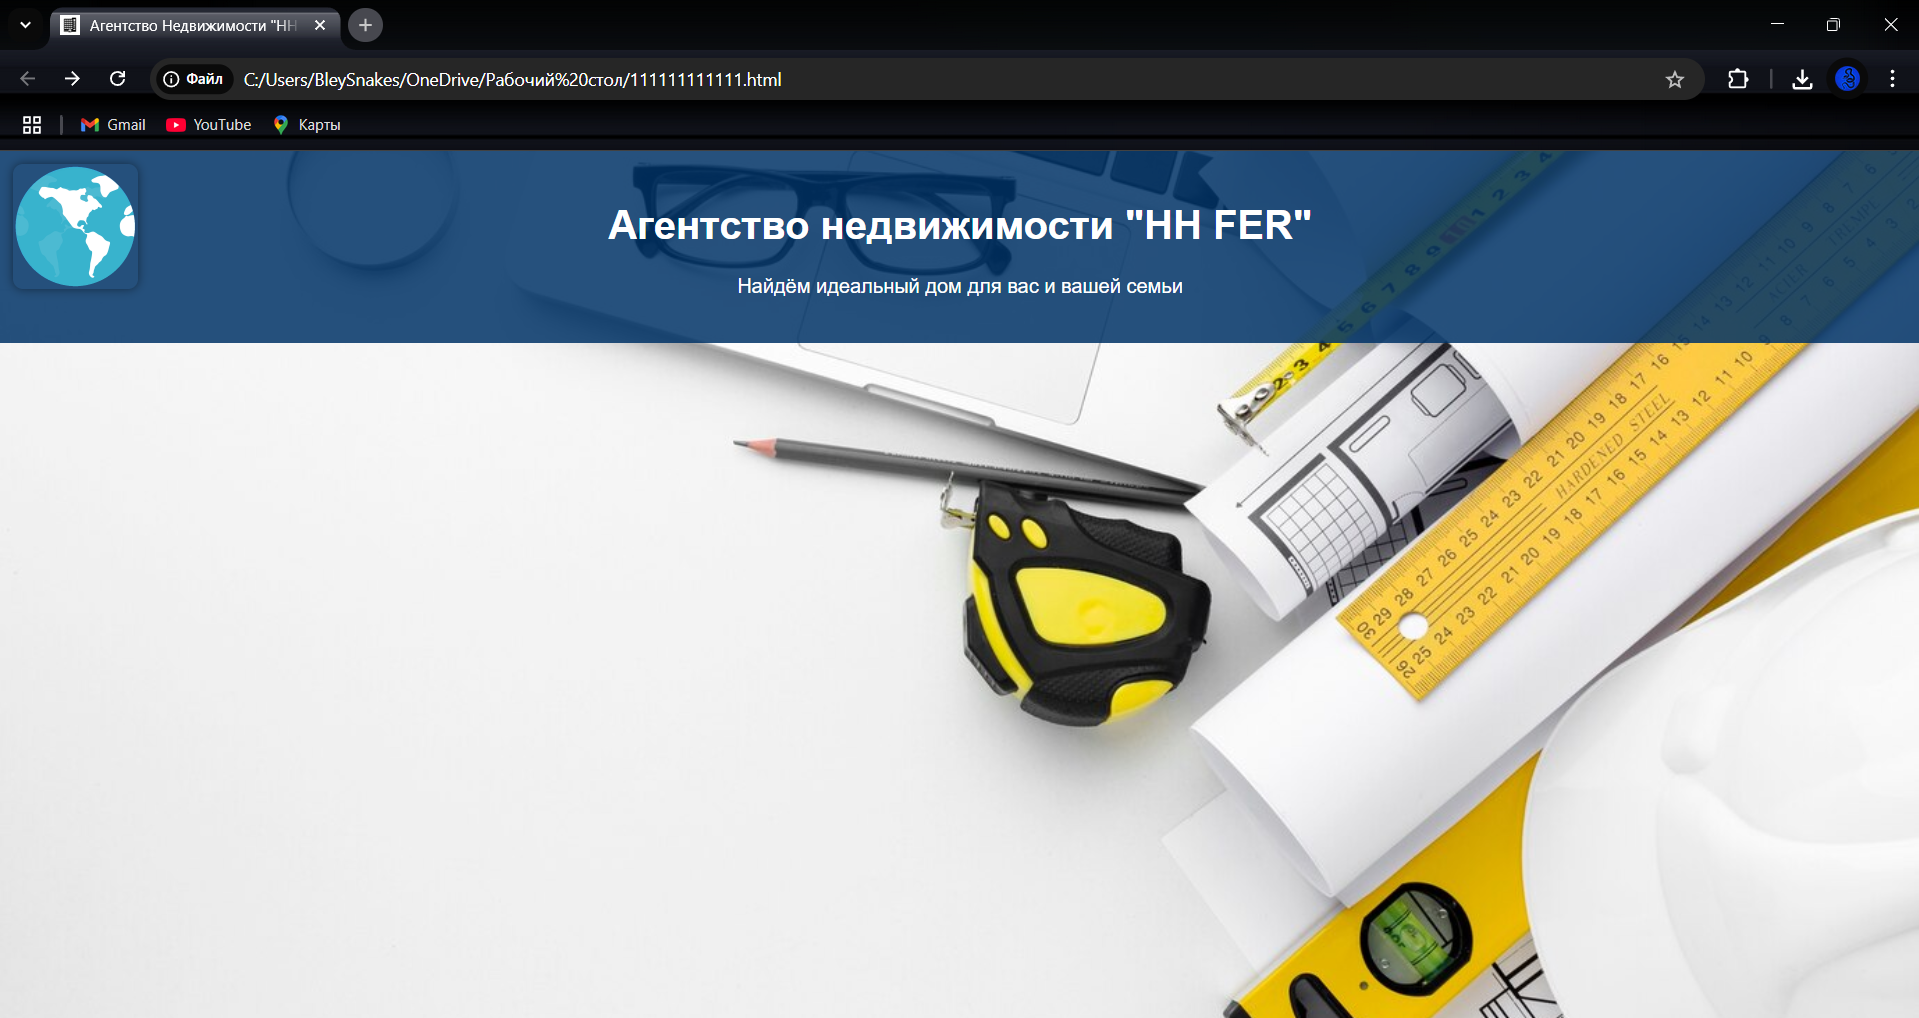 Агентство Недвижимости "НН
Файл
C:/Users/BleySnakes/OneDrive/Рабочий%20стол/111111111111.html
Gmail
YouTube
Карты
Агентство недвижимости "НН FER"
Найдём идеальный дом для вас и вашей семьи
HARDENED STEEL